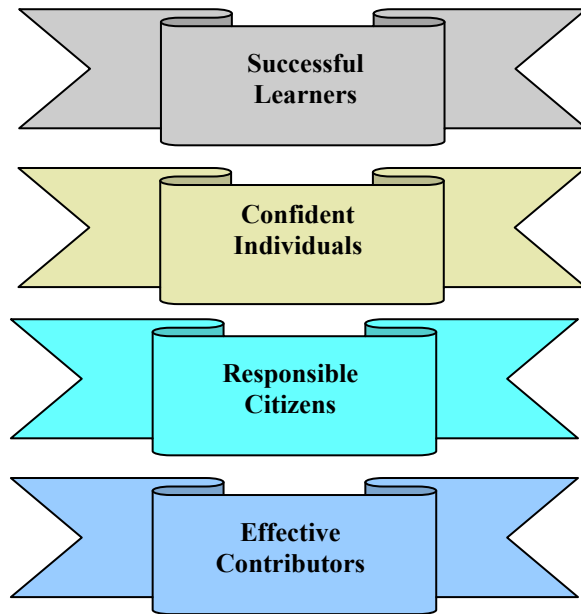 Successful
Learners
Confident
Individuals
Responsible
Citizens
Effective
Contributors